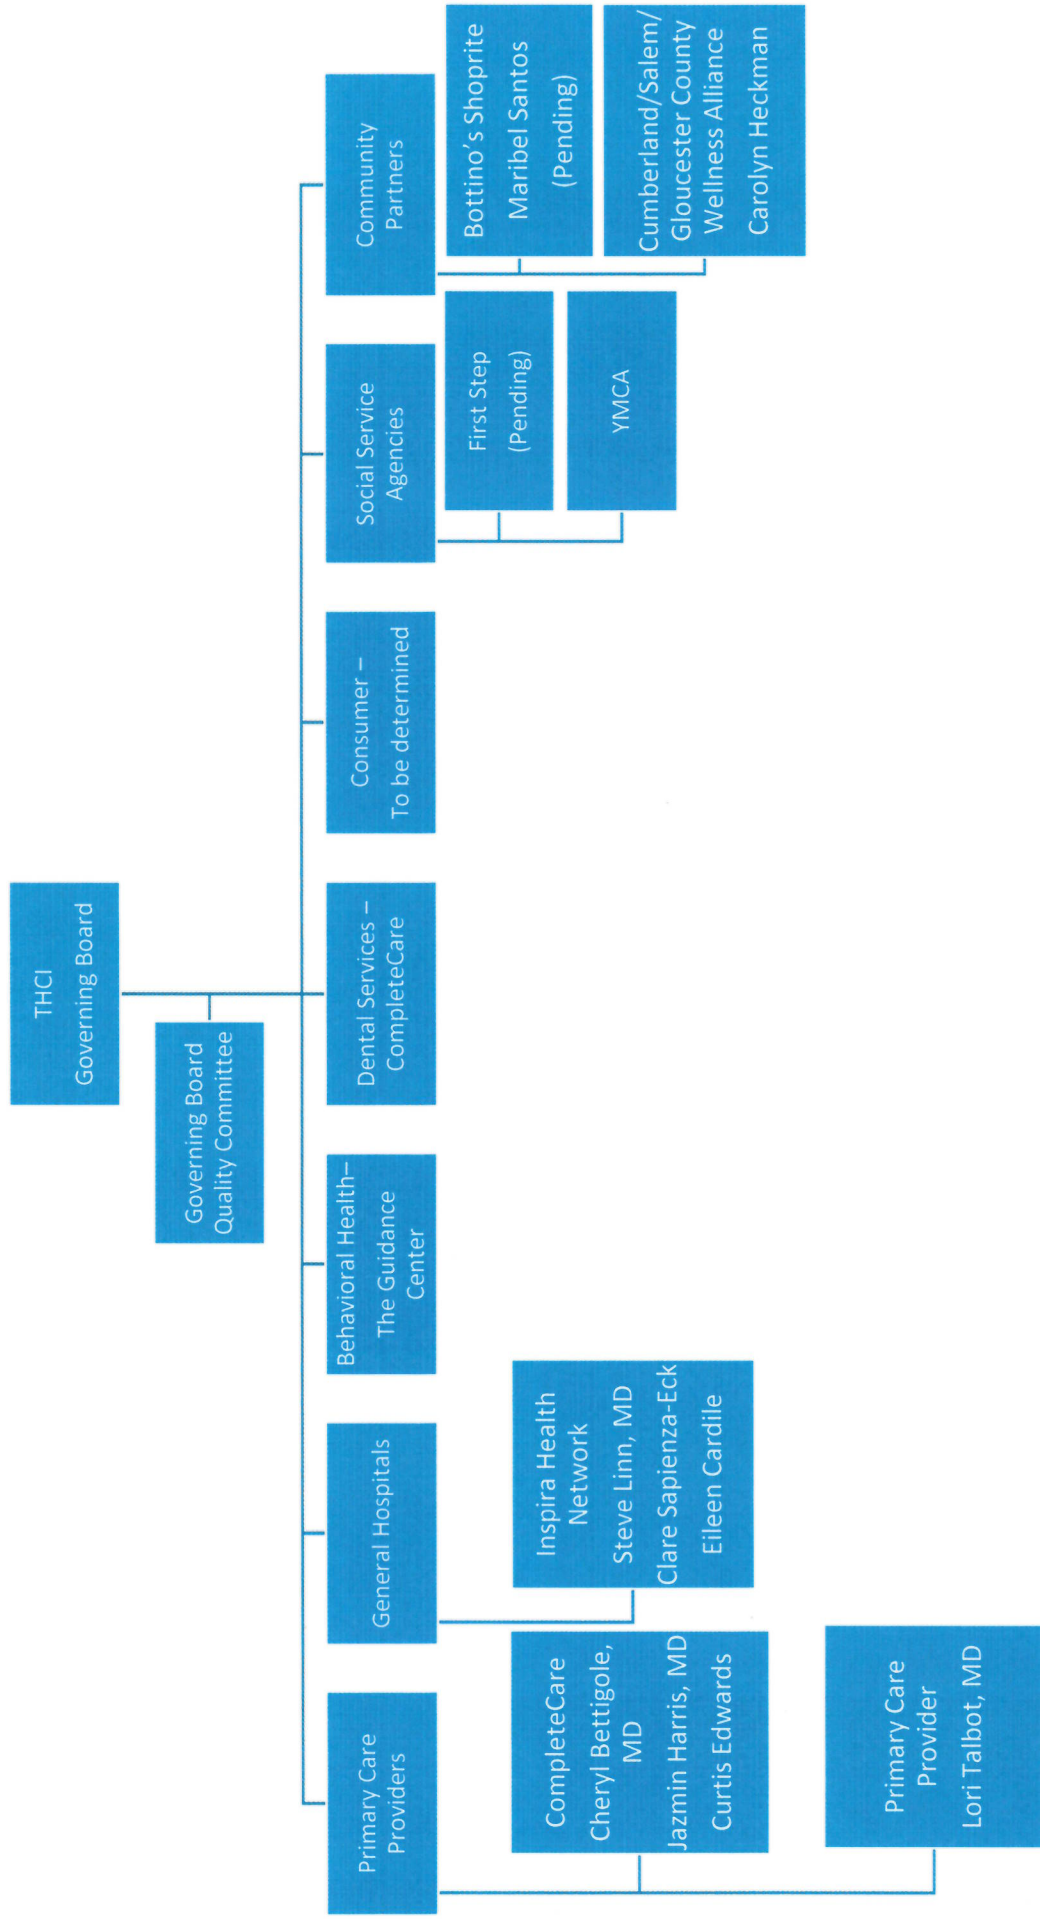 THCI
Governing Board
Governing Board
Quality Committee
Primary Care
Providers
General Hospitals
Behavioral Health–
The Guidance
Center
Dental Services –
CompleteCare
Consumer –
To be determined
Social Service
Agencies
Community
Partners
CompleteCare
Cheryl Bettigole,
MD
Jazmin Harris, MD
Curtis Edwards
Primary Care
Provider
Lori Talbot, MD
Inspira Health
Network
Steve Linn, MD
Clare Sapienza-Eck
Eileen Cardile
First Step
(Pending)
YMCA
Bottino's Shoprite
Maribel Santos
(Pending)
Cumberland/Salem/
Gloucester County
Wellness Alliance
Carolyn Heckman